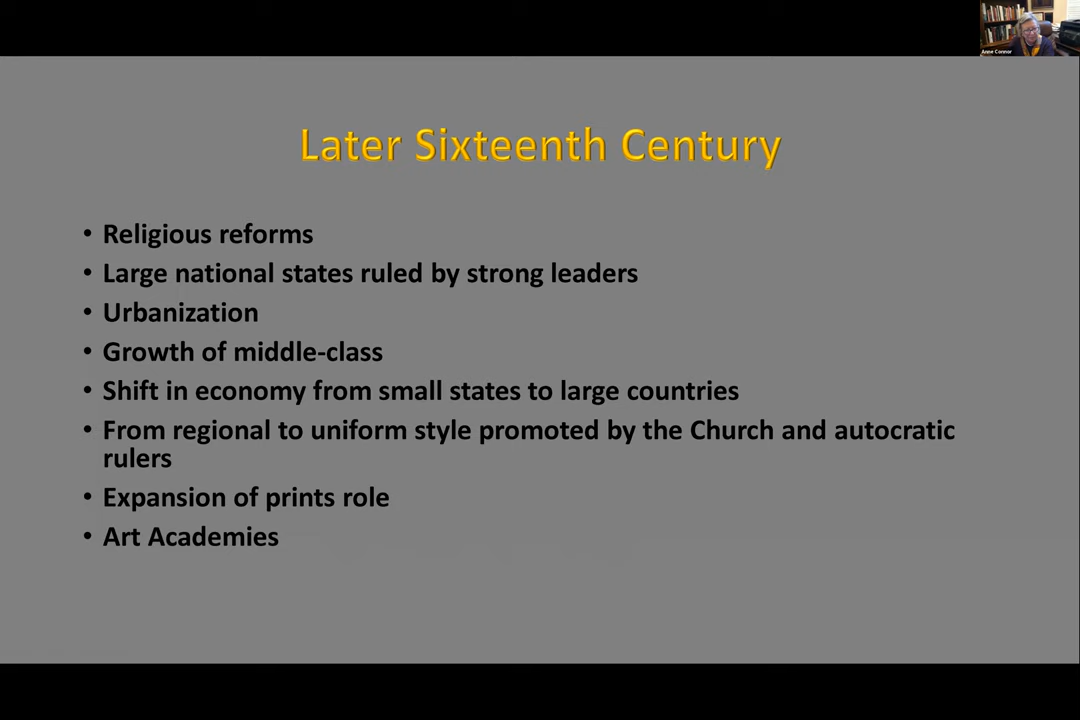 Anne Connor
Later Sixteenth Century
• Religious reforms
• Large national states ruled by strong leaders
• Urbanization
• Growth of middle-class
• Shift in economy from small states to large countries
• From regional to uniform style promoted by the Church and autocratic
rulers
• Expansion of prints role
• Art Academies